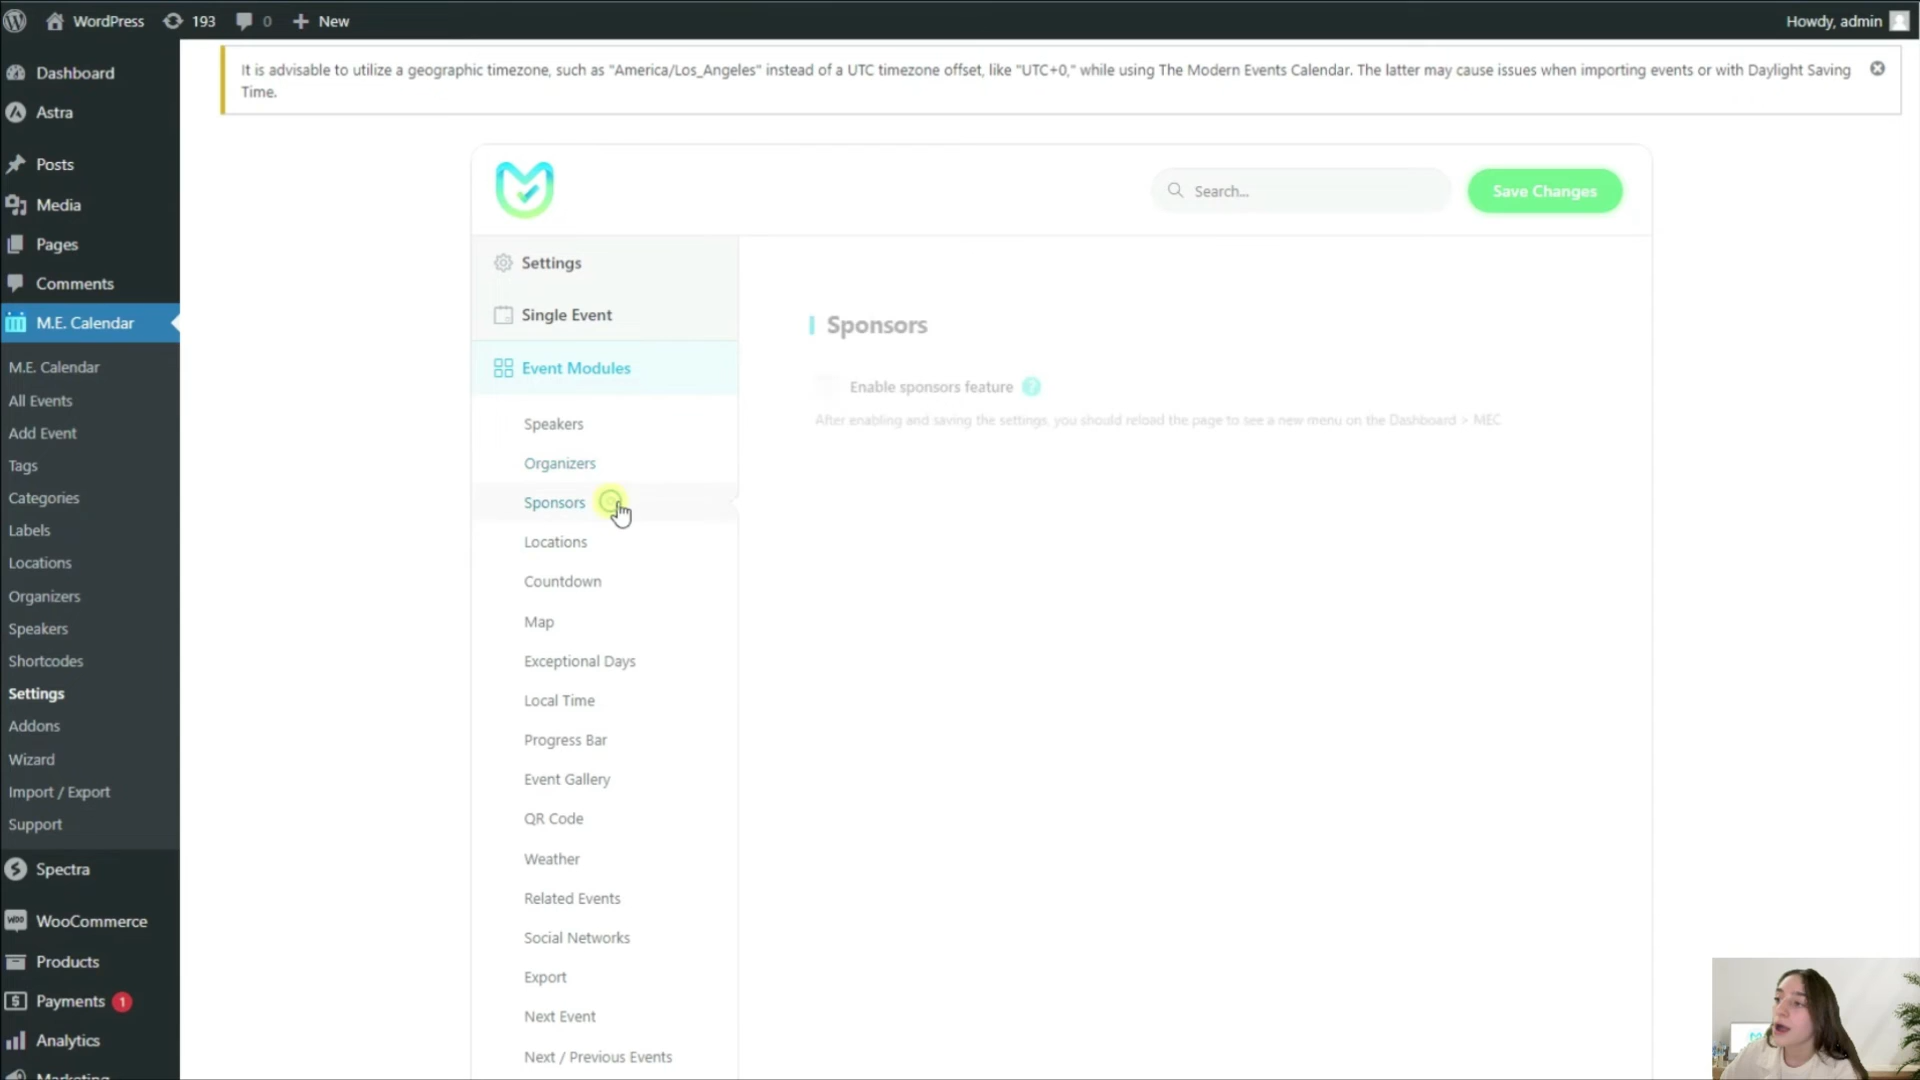 WordPress
193
0
New
Howdy, admin
Dashboard
Astra
Posts
Media
Pages
Comments
M.E. Calendar
M.E. Calendar
All Events
Add Event
Tags
Categories
Labels
Locations
Organizers
Speakers
Shortcodes
Settings
Addons
Wizard
Import / Export
Support
Spectra
WooCommerce
Products
Payments 1
Analytics
Marketing
It is advisable to utilize a geographic timezone, such as "America/Los_Angeles" instead of a UTC timezone offset, like "UTC+0," while using The Modern Events Calendar. The latter may cause issues when importing events or with Daylight Saving
Time.
Search...
Save Changes
Settings
Single Event
Event Modules
Speakers
Organizers
Sponsors
Locations
Countdown
Map
Exceptional Days
Local Time
Progress Bar
Event Gallery
QR Code
Weather
Related Events
Social Networks
Export
Next Event
Next / Previous Events
Sponsors
Enable sponsors feature ?
After enabling and saving the settings, you should reload the page to see a new menu on the Dashboard > MEC